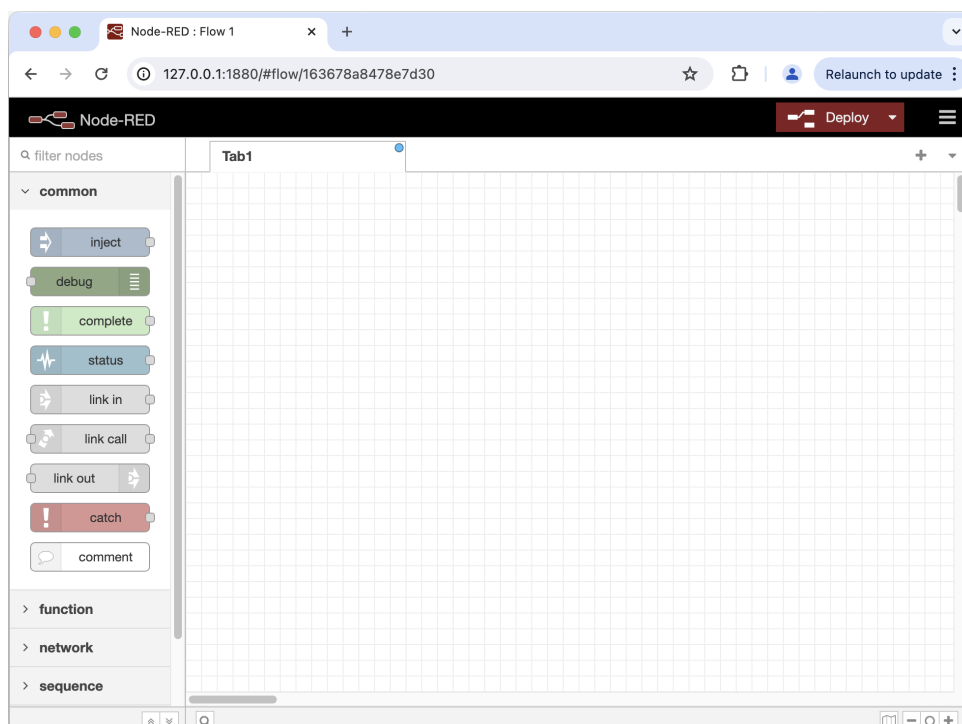 Node-RED : Flow 1
127.0.0.1:1880/#flow/163678a8478e7d30
Relaunch to update
Node-RED
Deploy
filter nodes
Tab1
common
inject
debug
complete
status
link in
link call
link out
catch
comment
function
network
sequence